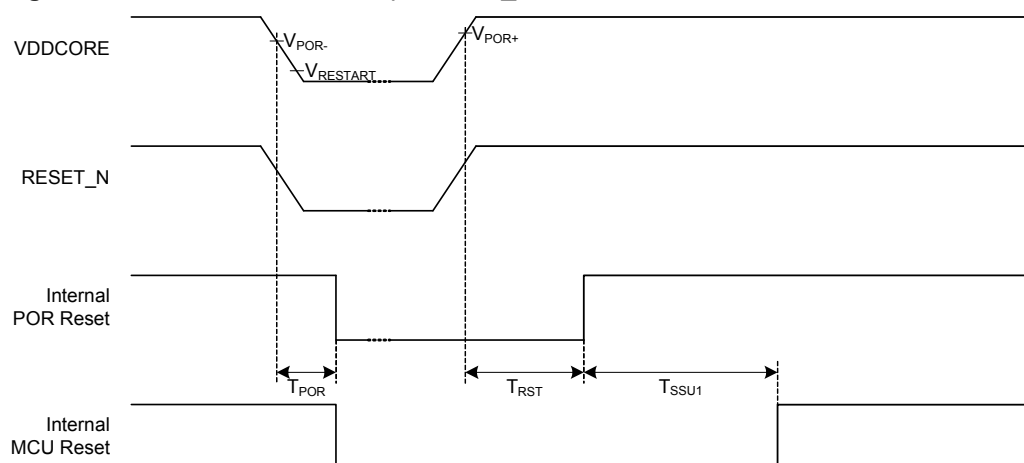 VDDCORE
VPOR-
VRESTART
VPOR+
RESET_N
Internal
POR Reset
TPOR
TRST
TSSU1
Internal
MCU Reset